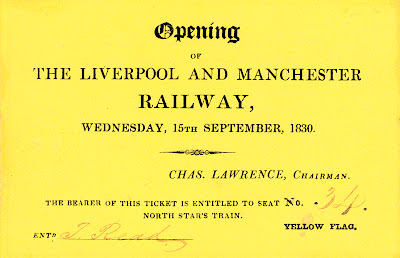 Opening
OF
THE LIVERPOOL AND MANCHESTER
RAILWAY,
WEDNESDAY, 15TH SEPTEMBER, 1830.
CHAS. LAWRENCE, CHAIRMAN.
THE BEARER OF THIS TICKET IS ENTITLED TO SEAT No. 34.
NORTH STAR'S TRAIN.
YELLOW FLAG.
ENTD T. Read